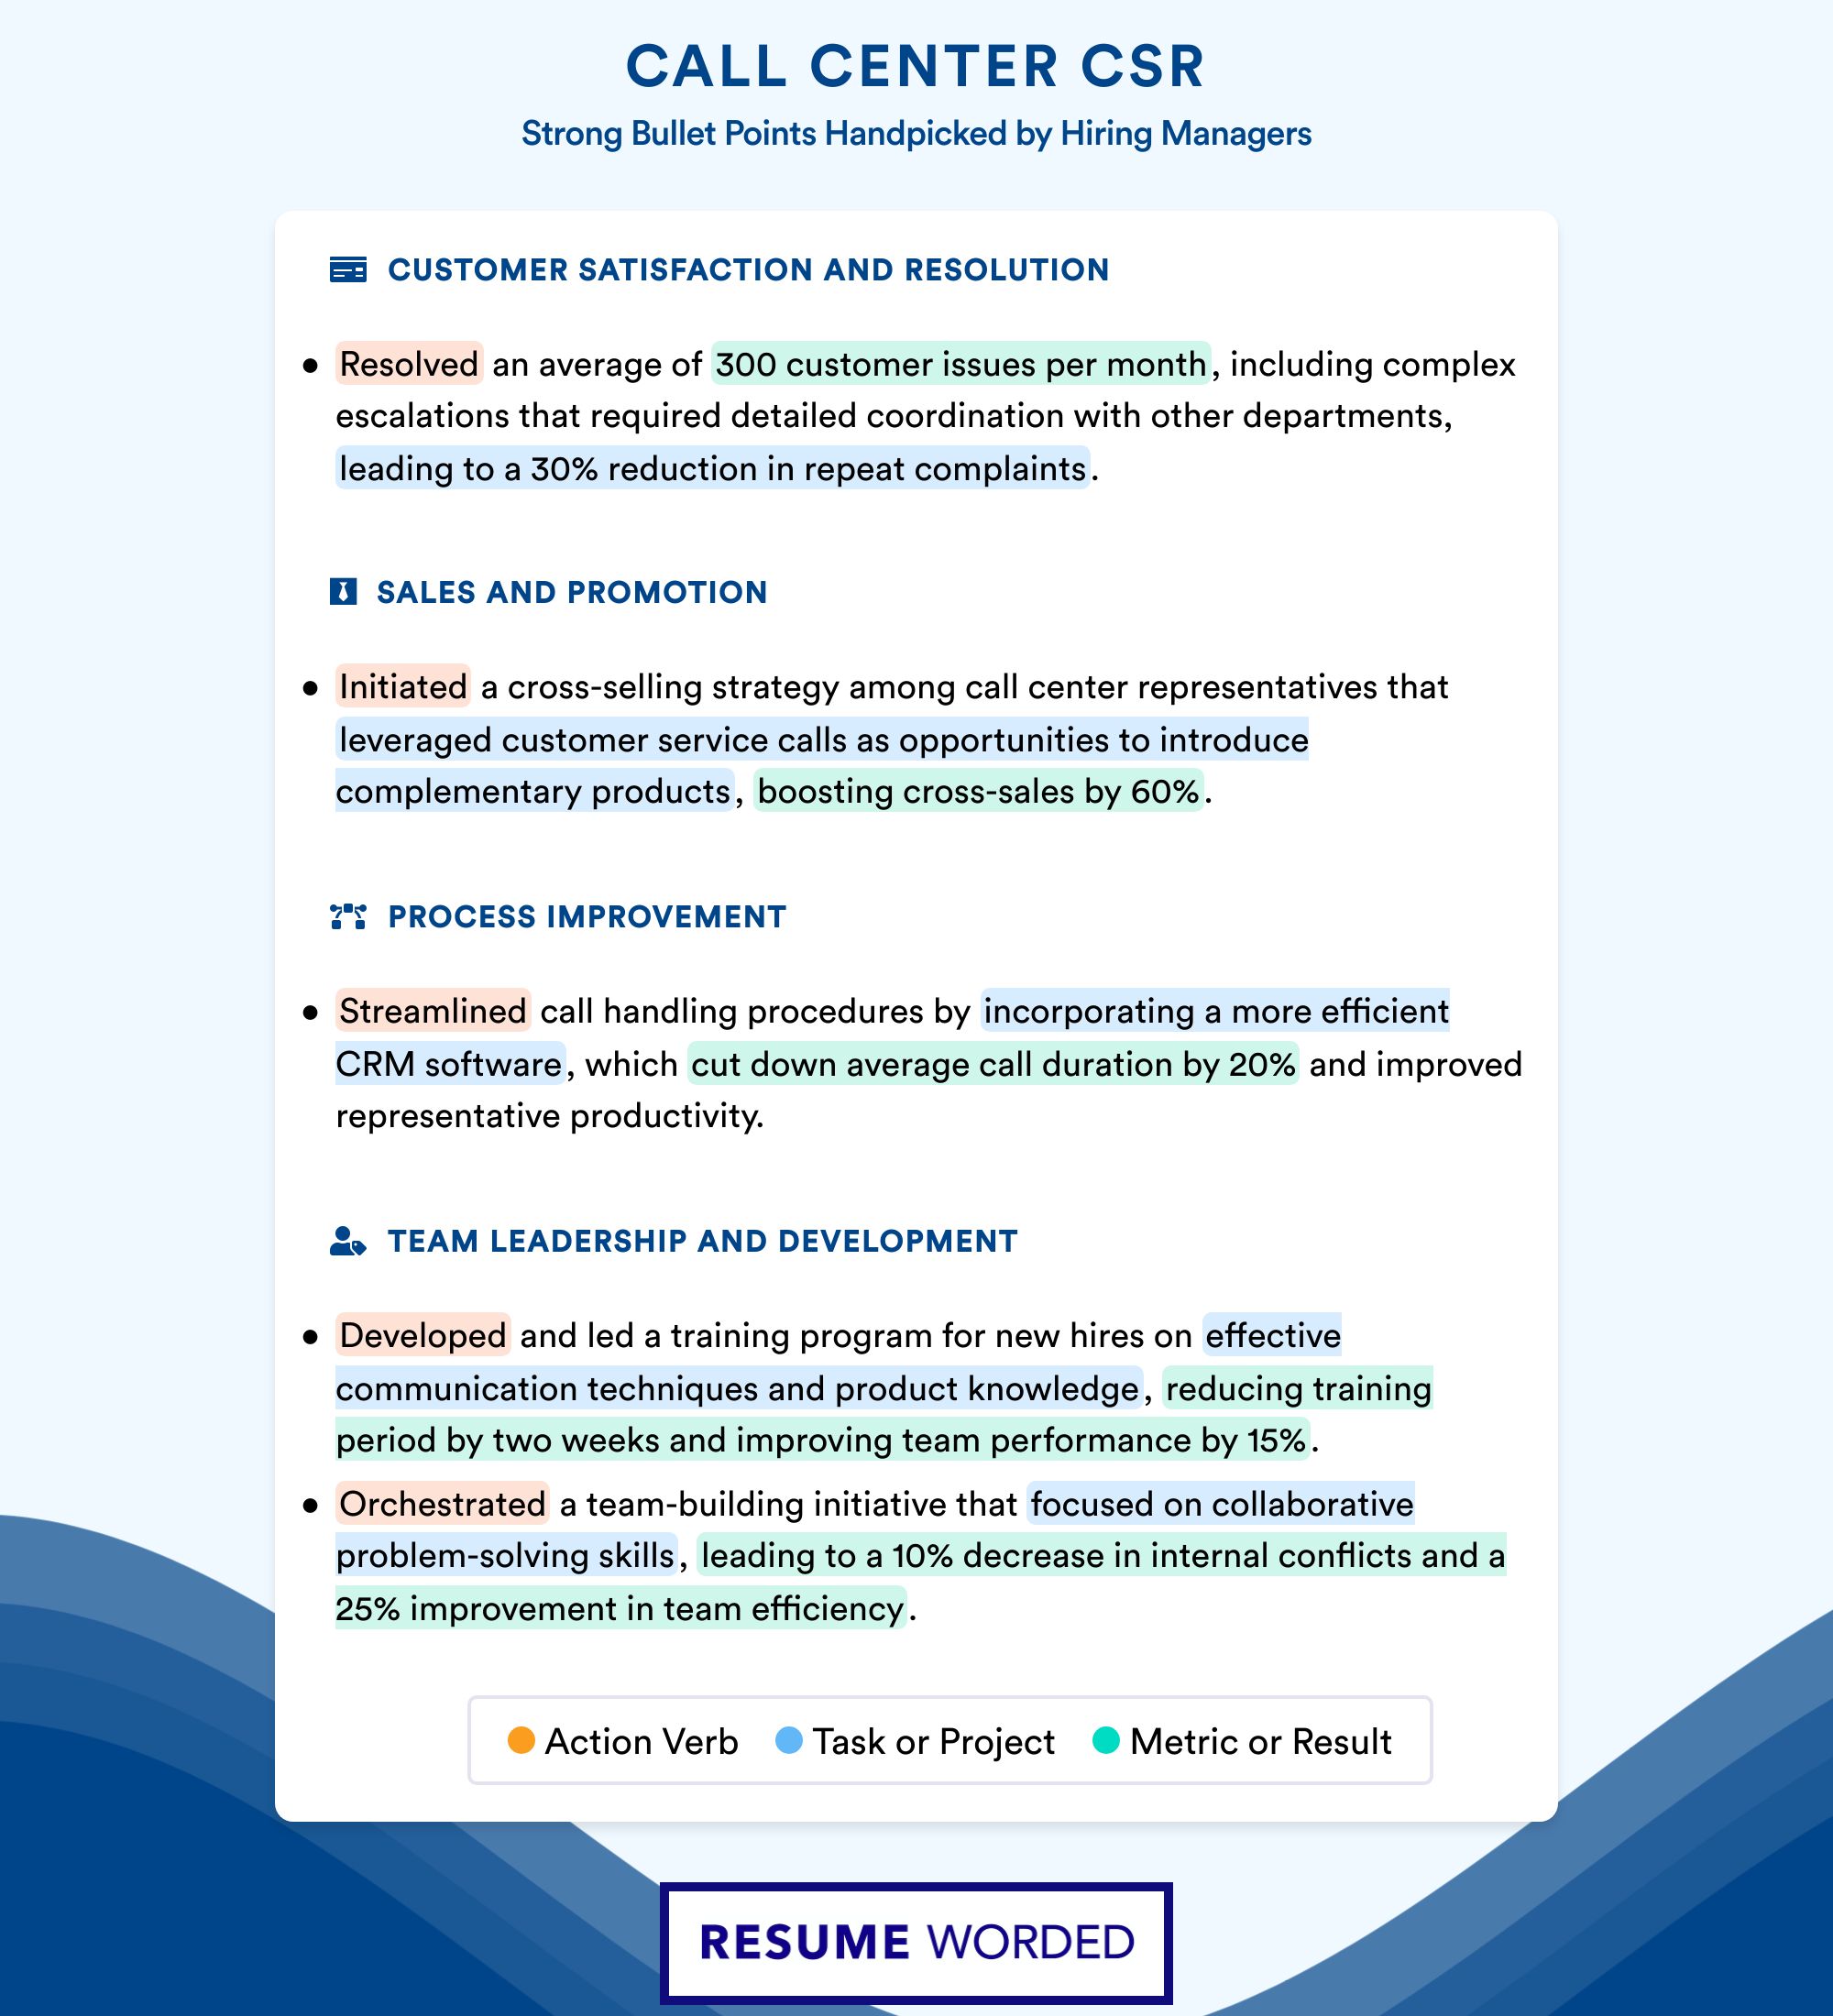 CALL CENTER CSR
Strong Bullet Points Handpicked by Hiring Managers
CUSTOMER SATISFACTION AND RESOLUTION
● Resolved an average of 300 customer issues per month, including complex
escalations that required detailed coordination with other departments,
leading to a 30% reduction in repeat complaints.
SALES AND PROMOTION
● Initiated a cross-selling strategy among call center representatives that
leveraged customer service calls as opportunities to introduce
complementary products, boosting cross-sales by 60%.
PROCESS IMPROVEMENT
● Streamlined call handling procedures by incorporating a more efficient
CRM software, which cut down average call duration by 20% and improved
representative productivity.
TEAM LEADERSHIP AND DEVELOPMENT
● Developed and led a training program for new hires on effective
communication techniques and product knowledge, reducing training
period by two weeks and improving team performance by 15%.
● Orchestrated a team-building initiative that focused on collaborative
problem-solving skills, leading to a 10% decrease in internal conflicts and a
25% improvement in team efficiency.
Action Verb Task or Project Metric or Result
RESUME WORDED